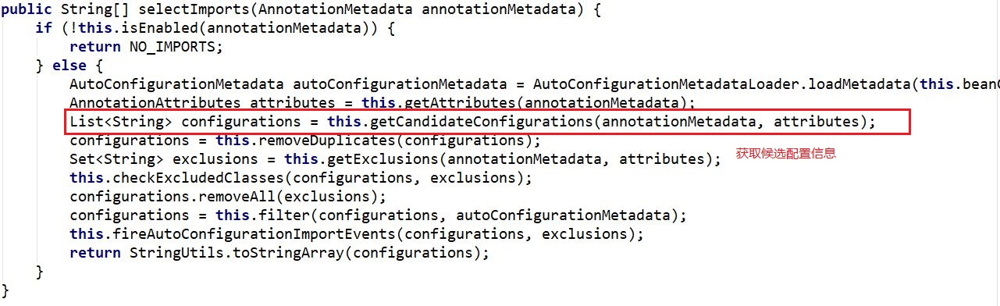 public String[] selectImports(AnnotationMetadata annotationMetadata) {
    if (!this.isEnabled(annotationMetadata)) {
        return NO_IMPORTS;
    } else {
        AutoConfigurationMetadata autoConfigurationMetadata = AutoConfigurationMetadataLoader.loadMetadata(this.bean
        AnnotationAttributes attributes = this.getAttributes(annotationMetadata);
        List<String> configurations = this.getCandidateConfigurations(annotationMetadata, attributes);
        configurations = this.removeDuplicates(configurations);
        Set<String> exclusions = this.getExclusions(annotationMetadata, attributes);
获取候选配置信息
        this.checkExcludedClasses(configurations, exclusions);
        configurations.removeAll(exclusions);
        configurations = this.filter(configurations, autoConfigurationMetadata);
        this.fireAutoConfigurationImportEvents(configurations, exclusions);
        return StringUtils.toStringArray(configurations);
    }
}